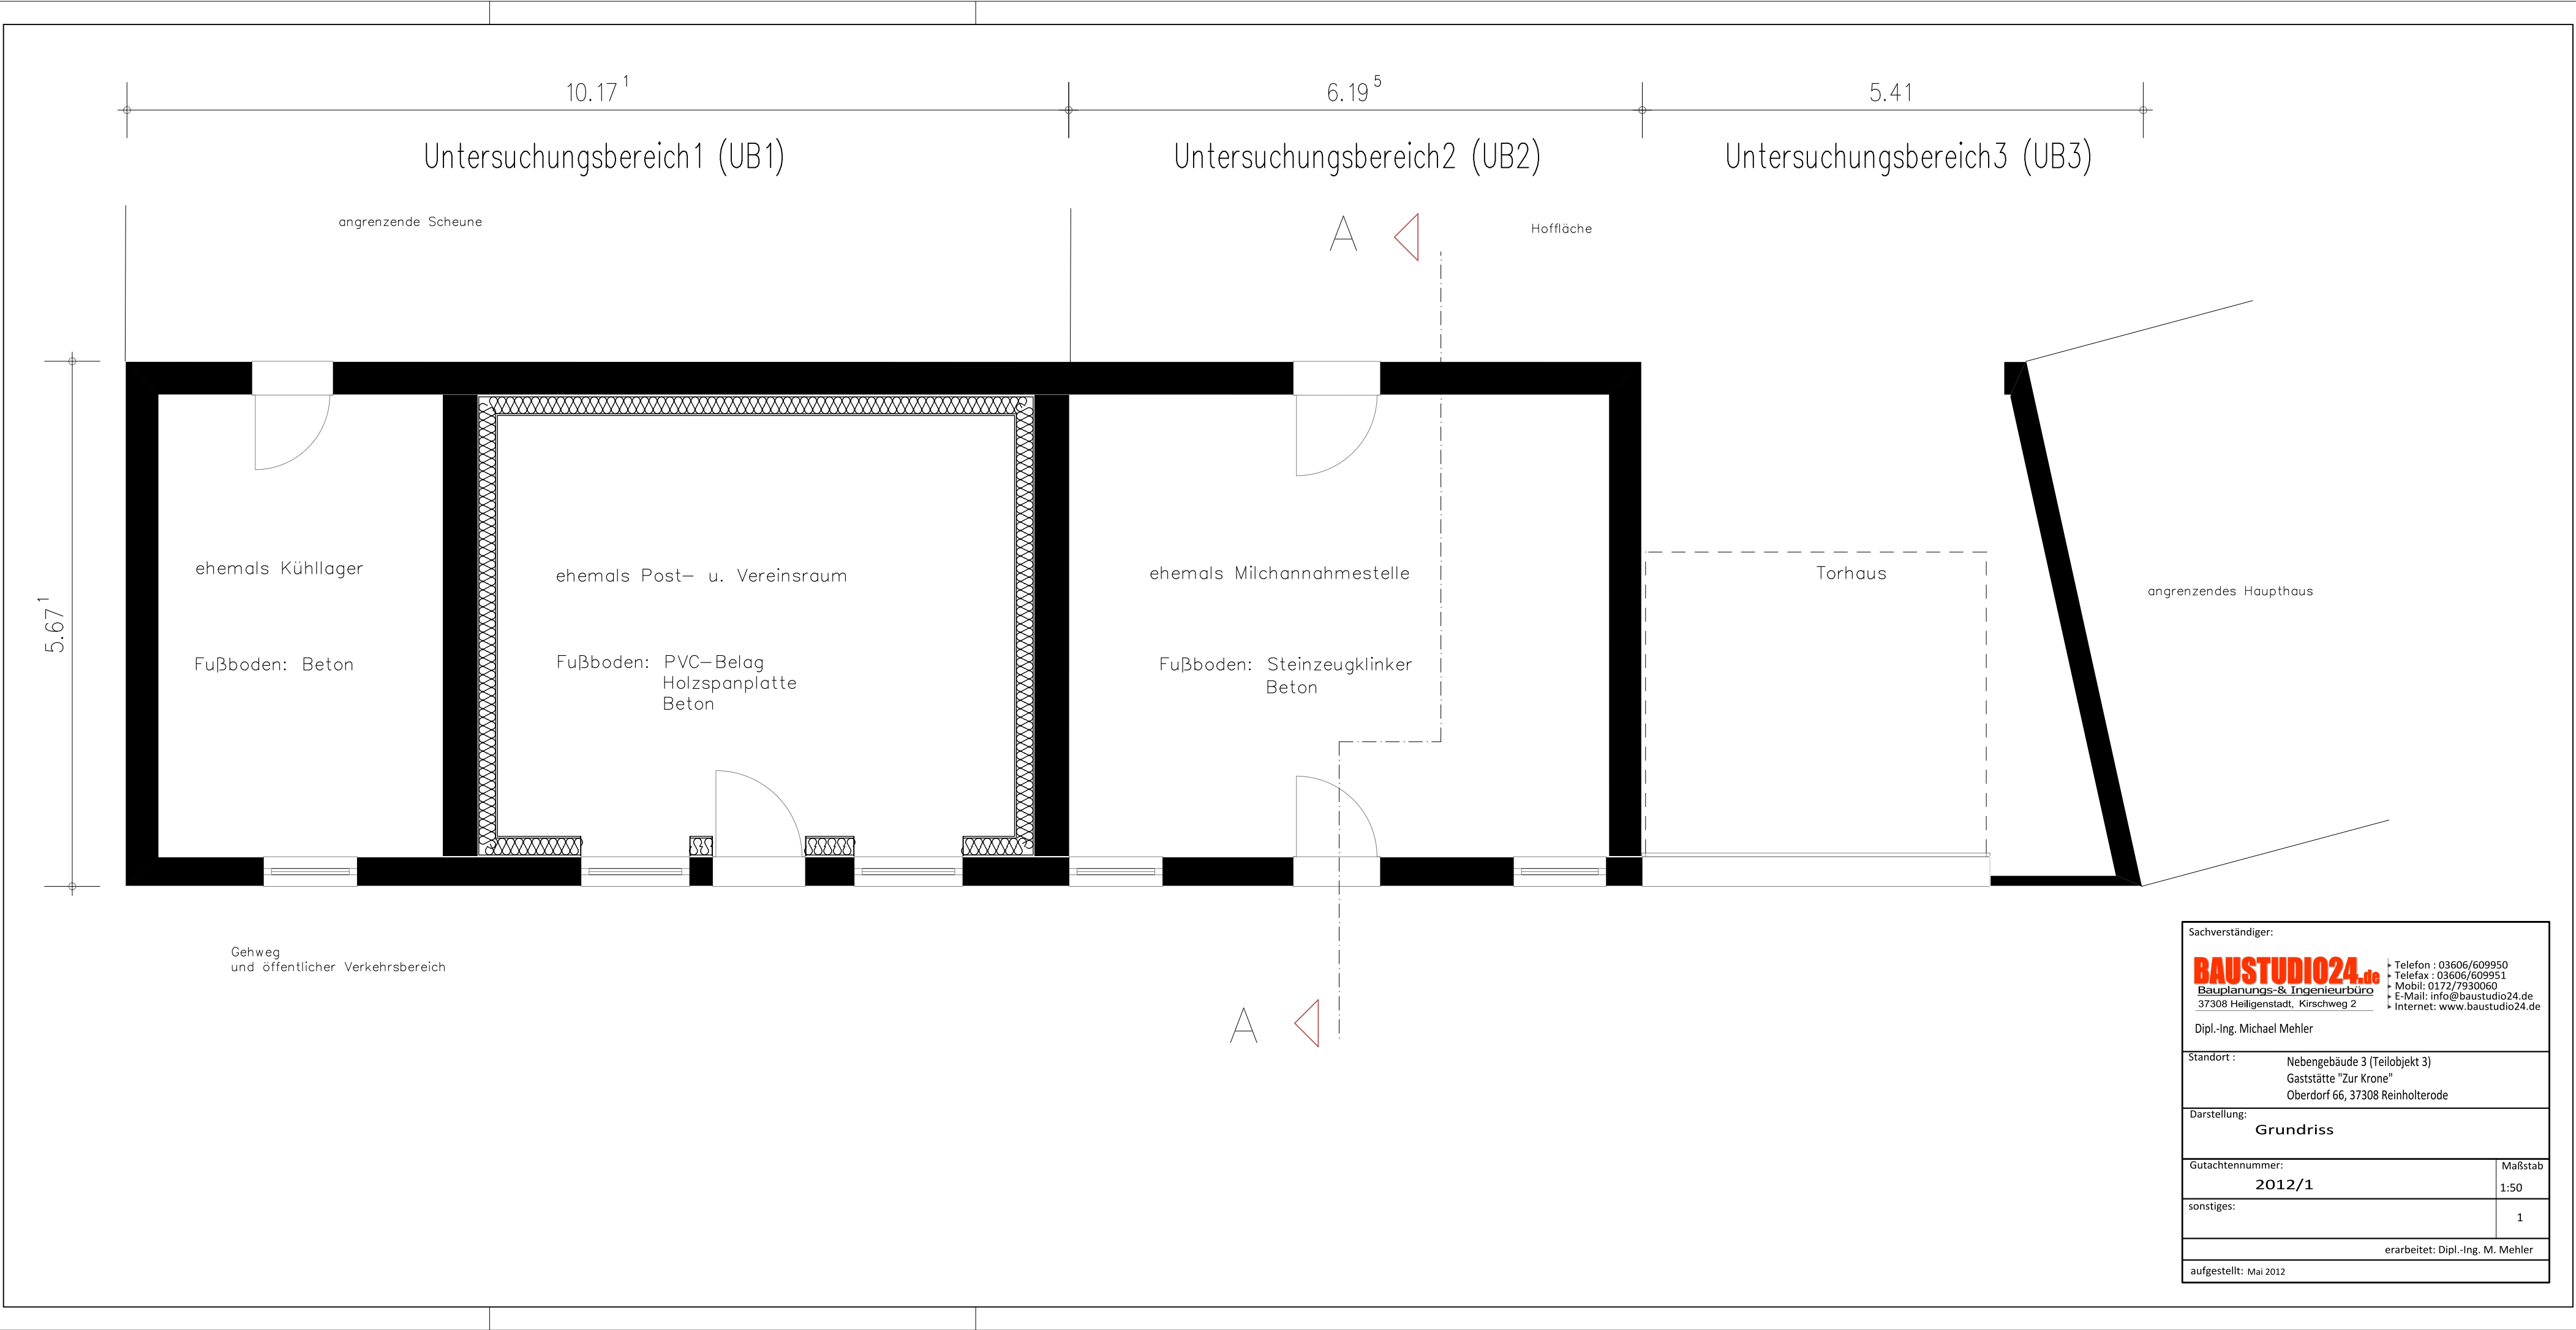 10.17 1
6.19 5
5.41
Untersuchungsbereich1 (UB1)
Untersuchungsbereich2 (UB2)
Untersuchungsbereich3 (UB3)
angrenzende Scheune
A
Hoffläche
5.67 1
ehemals Kühllager
Fußboden: Beton
ehemals Post- u. Vereinsraum
Fußboden: PVC-Belag
Holzspanplatte
Beton
ehemals Milchannahmestelle
Fußboden: Steinzeugklinker
Beton
Torhaus
angrenzendes Haupthaus
Gehweg
und öffentlicher Verkehrsbereich
A
Sachverständiger:
BAUSTUDIO24.de
Bauplanungs-& Ingenieurbüro
37308 Heiligenstadt, Kirschweg 2
Telefon : 03606/609950
Telefax : 03606/609951
Mobil: 0172/7930060
E-Mail: info@baustudio24.de
Internet: www.baustudio24.de
Dipl.-Ing. Michael Mehler
Standort :
Nebengebäude 3 (Teilobjekt 3)
Gaststätte "Zur Krone"
Oberdorf 66, 37308 Reinholterode
Darstellung:
Grundriss
Gutachtennummer:
2012/1
Maßstab
1:50
sonstiges:
1
erarbeitet: Dipl.-Ing. M. Mehler
aufgestellt: Mai 2012